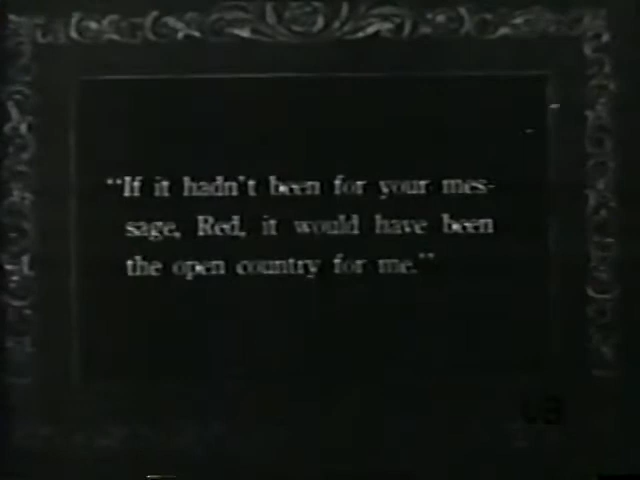 "If it hadn't been for your mes-
sage, Red, it would have been
the open country for me."